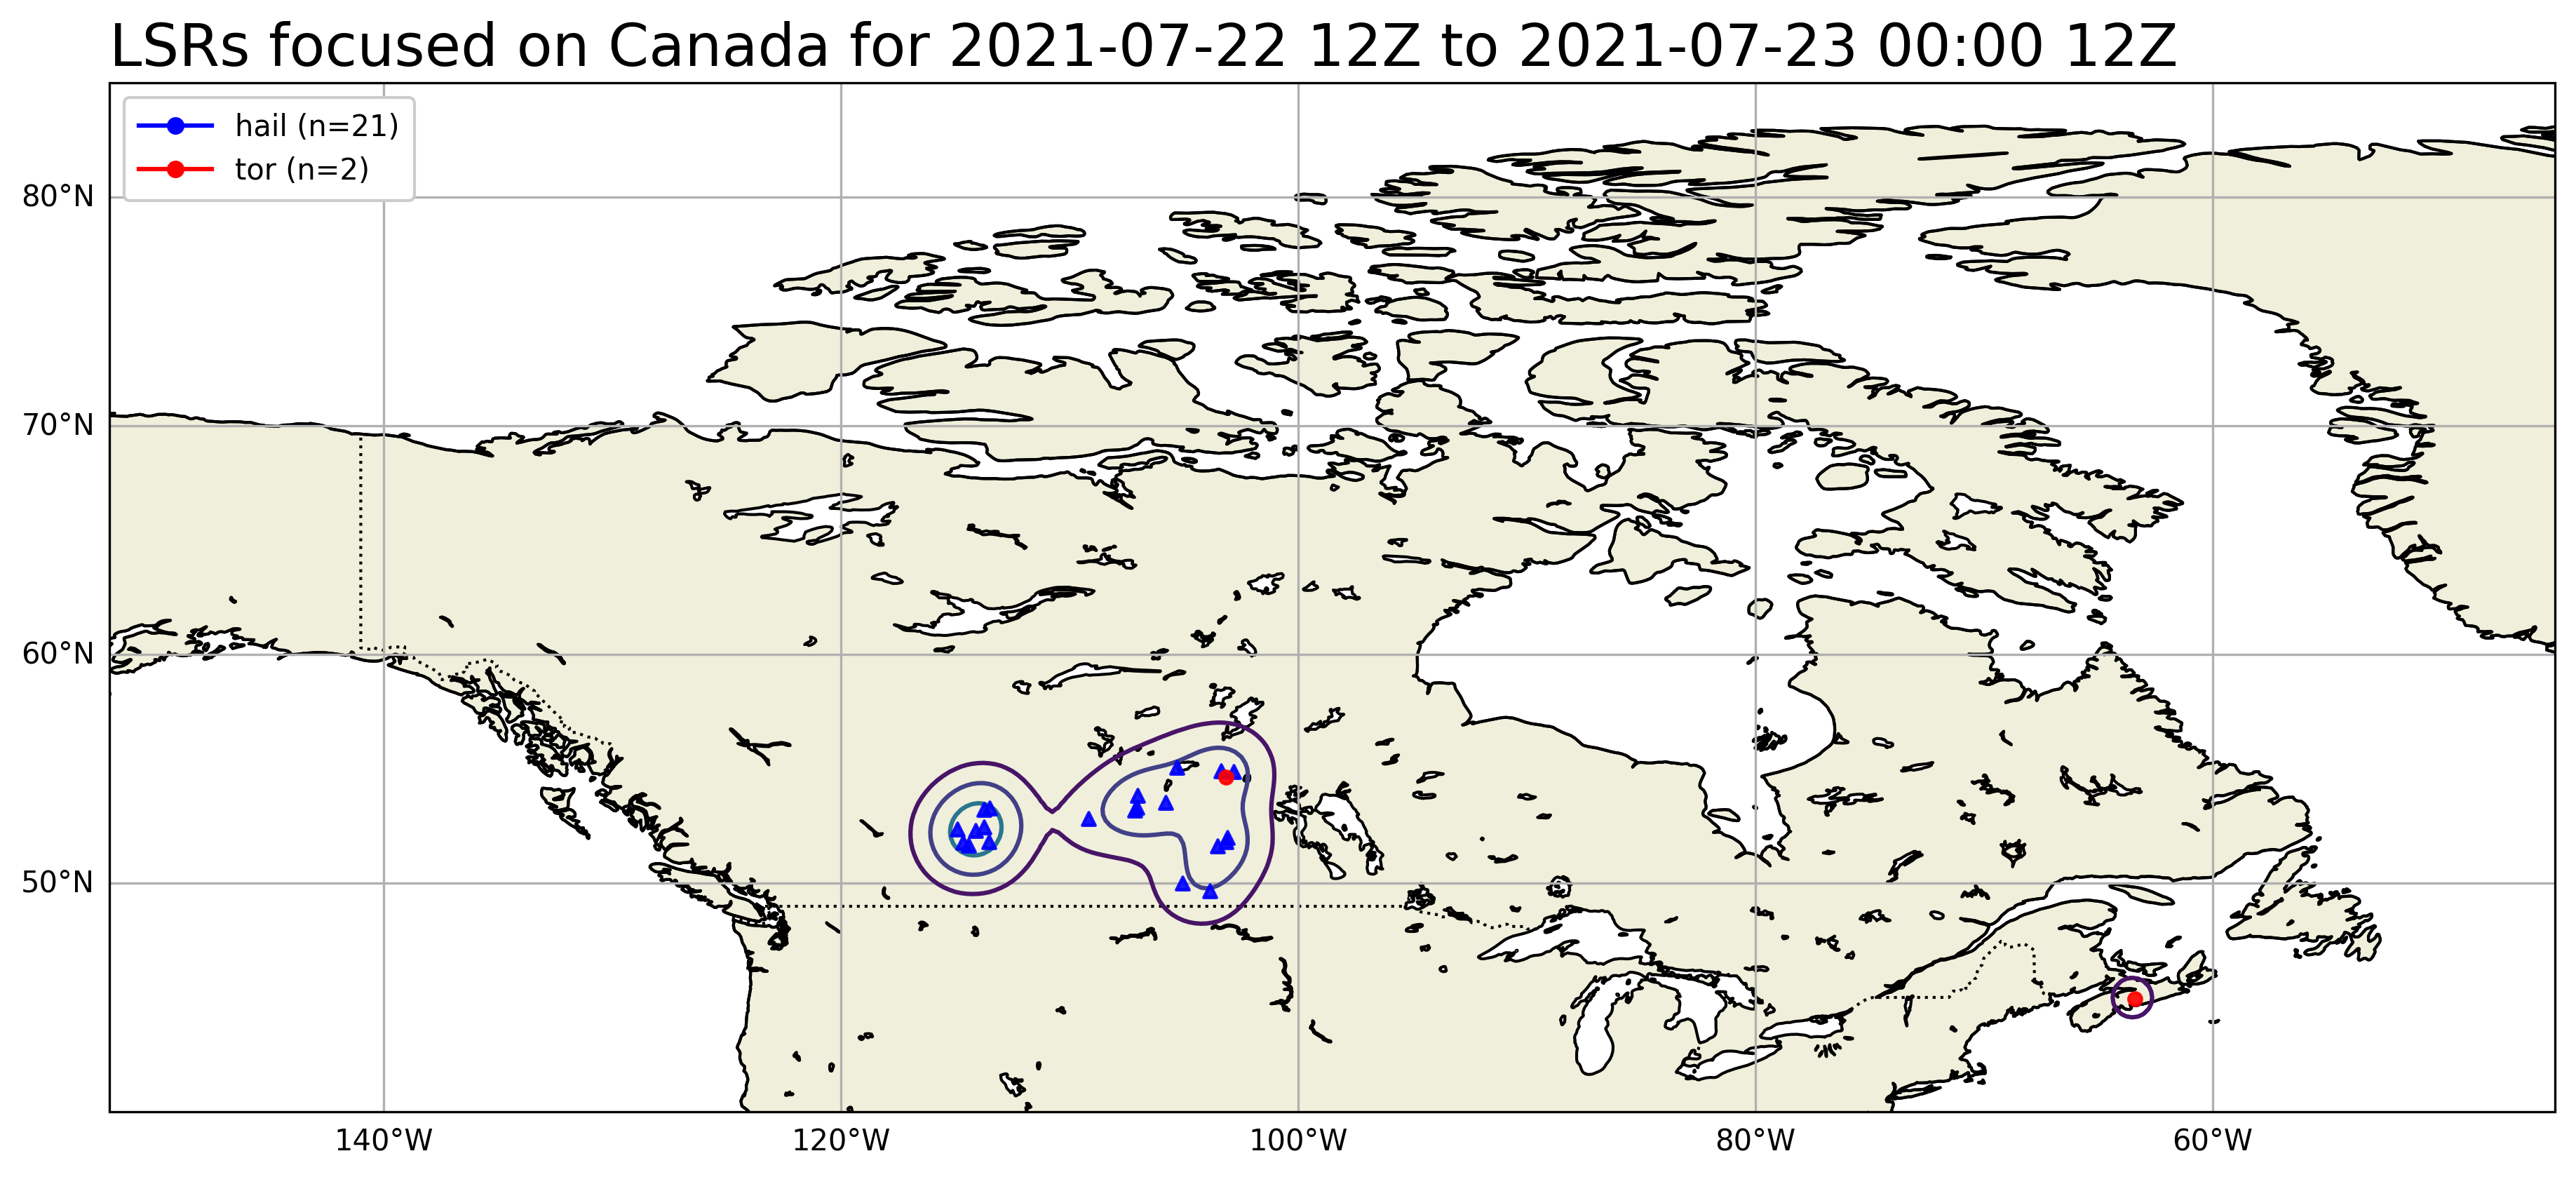 LSRs focused on Canada for 2021-07-22 12Z to 2021-07-23 00:00 12Z
hail (n=21)
tor (n=2)
80°N
70°N
60°N
50°N
140°W
120°W
100°W
80°W
60°W